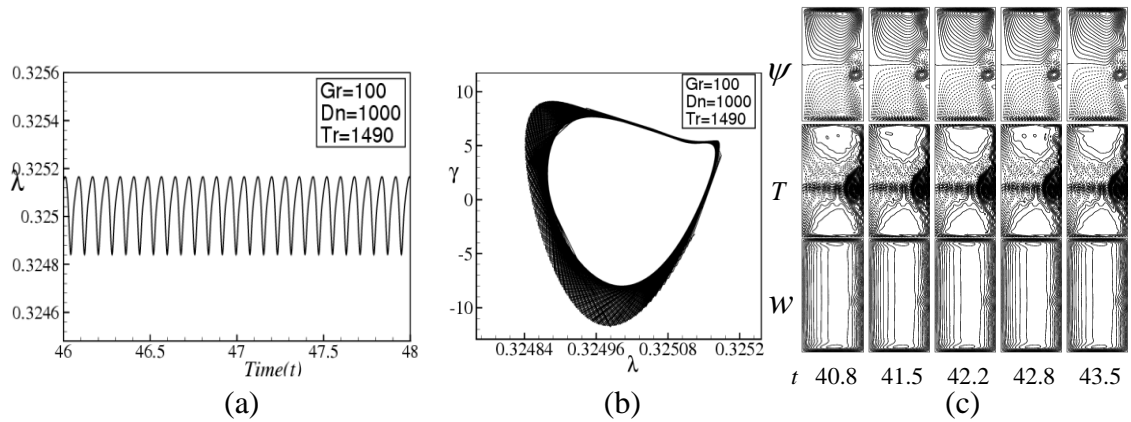 0.3256
0.3254
0.3252
λ
0.325
0.3248
0.3246
46 46.5 47 47.5 48
Time(t)
Gr=100
Dn=1000
Tr=1490
(a)
10
5
γ
0
-5
-10
0.32484 0.32496 0.32508 0.3252
λ
Gr=100
Dn=1000
Tr=1490
(b)
ψ
T
w
t 40.8 41.5 42.2 42.8 43.5
(c)